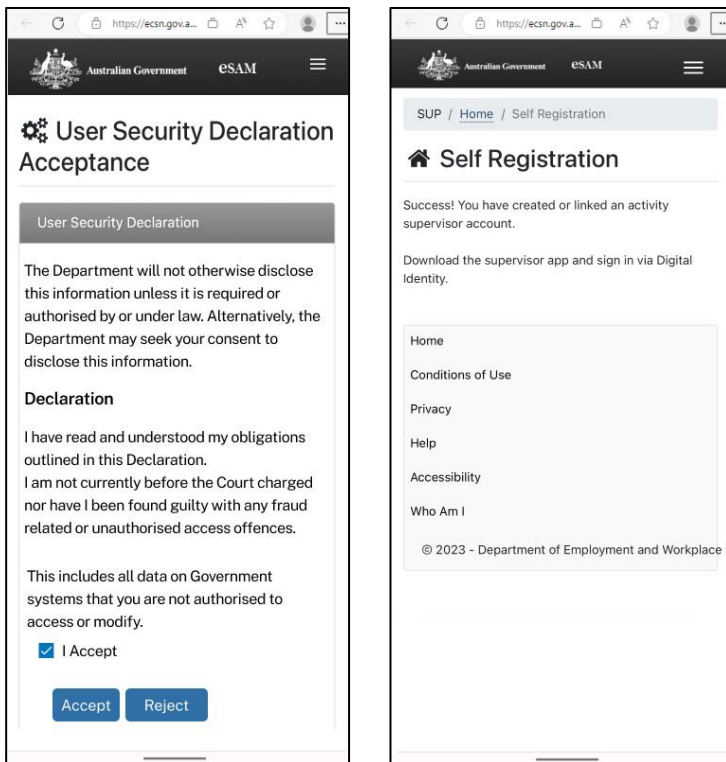 https://ecsn.gov.a...
Australian Government
eSAM
User Security Declaration
Acceptance
User Security Declaration
The Department will not otherwise disclose
this information unless it is required or
authorised by or under law. Alternatively, the
Department may seek your consent to
disclose this information.
Declaration
I have read and understood my obligations
outlined in this Declaration.
I am not currently before the Court charged
nor have I been found guilty with any fraud
related or unauthorised access offences.
This includes all data on Government
systems that you are not authorised to
access or modify.
I Accept
Accept Reject
https://ecsn.gov.a...
Australian Government
eSAM
SUP / Home / Self Registration
Self Registration
Success! You have created or linked an activity
supervisor account.
Download the supervisor app and sign in via Digital
Identity.
Home
Conditions of Use
Privacy
Help
Accessibility
Who Am I
© 2023 - Department of Employment and Workplace